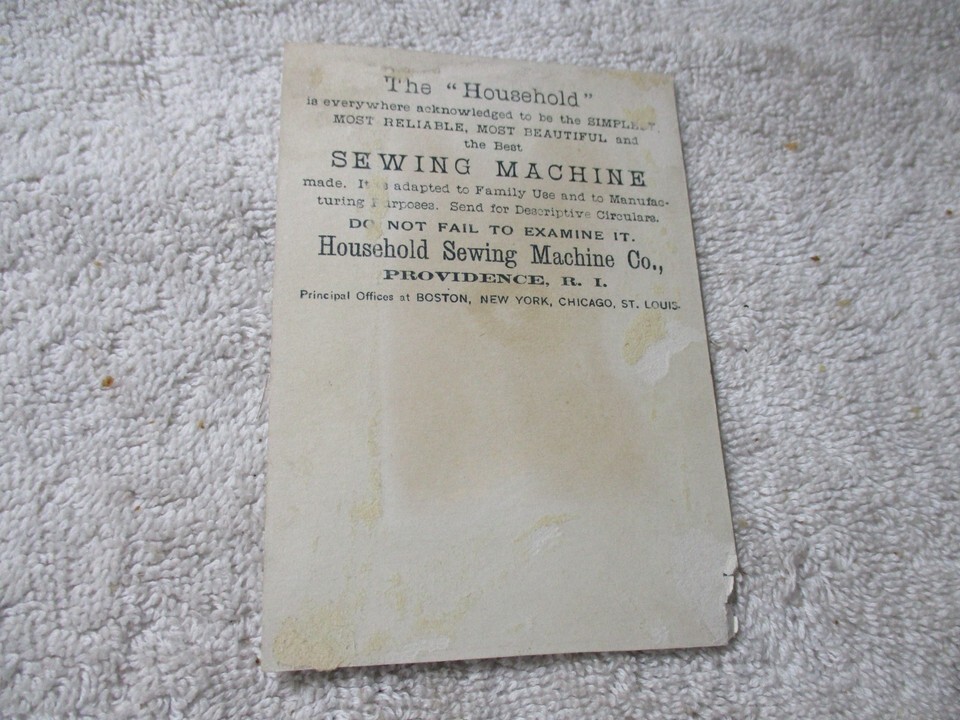 The "Household"
is everywhere acknowledged to be the SIMPLEST,
MOST RELIABLE, MOST BEAUTIFUL and
the Best
SEWING MACHINE
made. It is adapted to Family Use and to Manufac-
turing Purposes. Send for Descriptive Circulars.
DO NOT FAIL TO EXAMINE IT.
Household Sewing Machine Co.,
PROVIDENCE, R. I.
Principal Offices at BOSTON, NEW YORK, CHICAGO, ST. LOUIS.